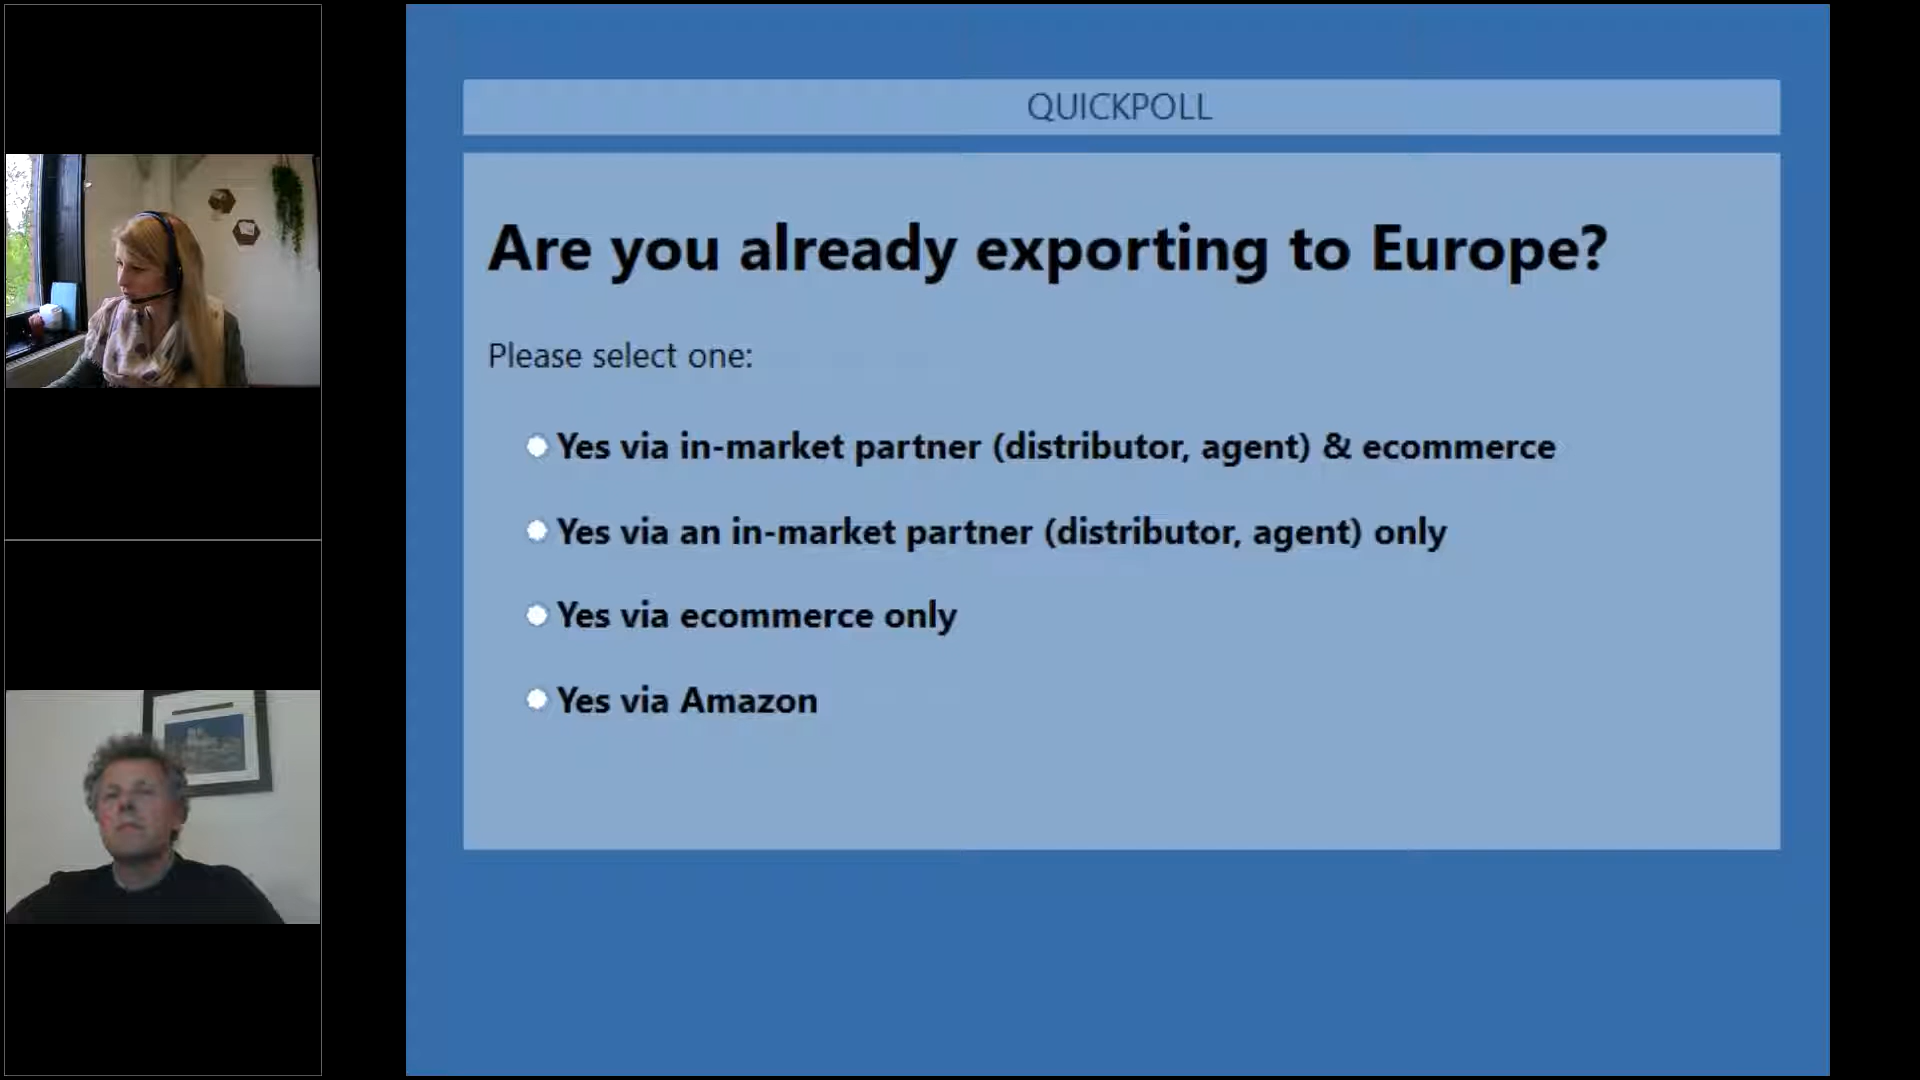 QUICKPOLL
Are you already exporting to Europe?
Please select one:
Yes via in-market partner (distributor, agent) & ecommerce
Yes via an in-market partner (distributor, agent) only
Yes via ecommerce only
Yes via Amazon